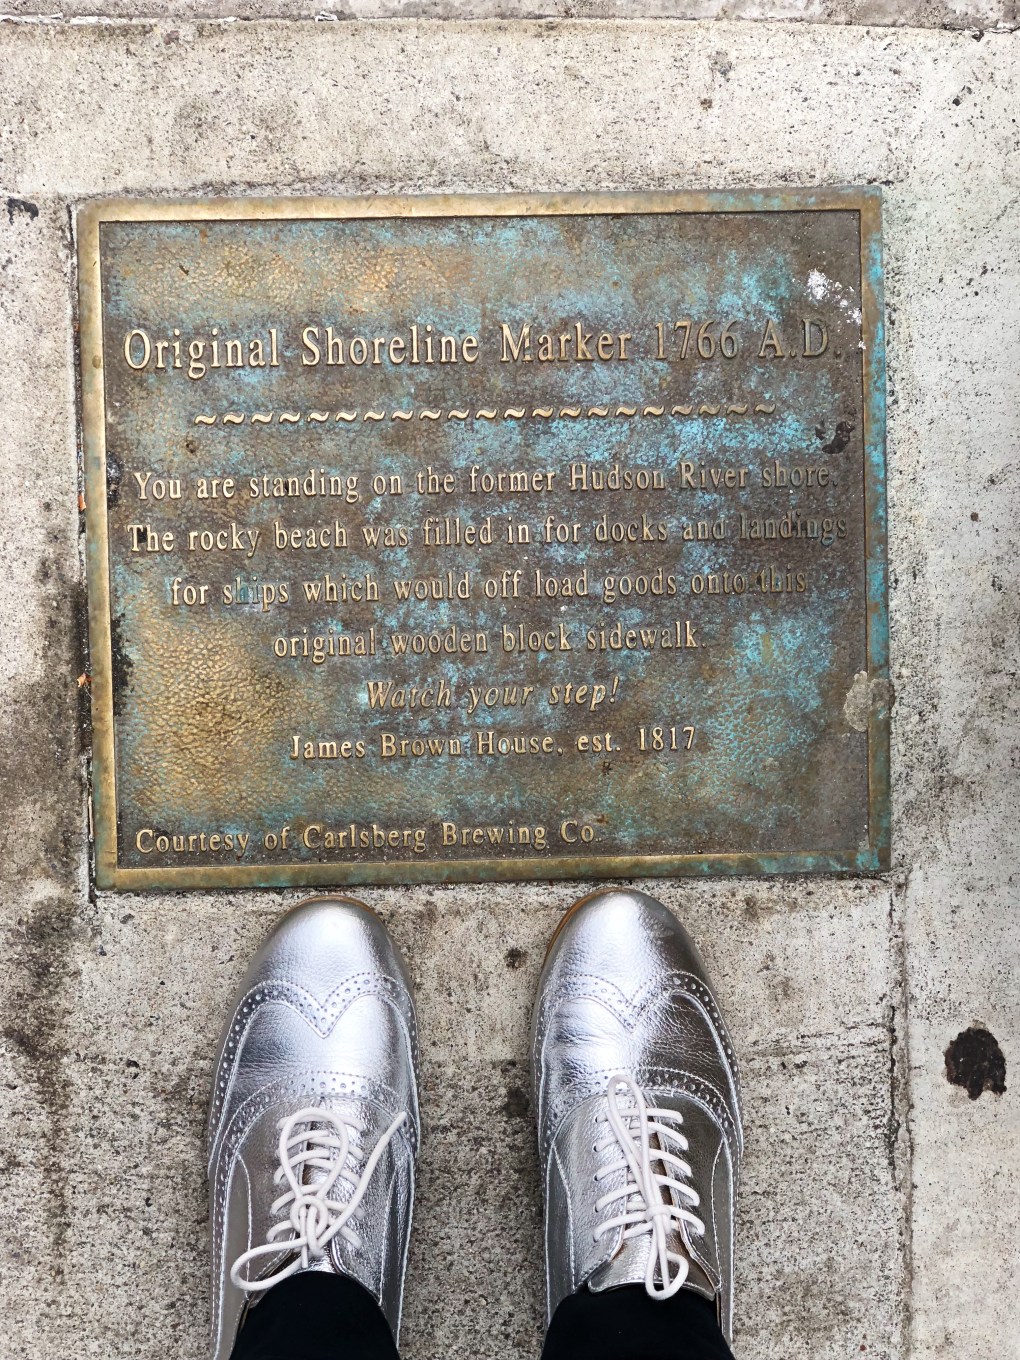 Original Shoreline Marker 1766 A.D.
~~~~~~~~~~~~~~~~~~~~~
You are standing on the former Hudson River shore.
The rocky beach was filled in for docks and landings
for ships which would off load goods onto this
original wooden block sidewalk.
Watch your step!
James Brown House, est. 1817
Courtesy of Carlsberg Brewing Co.